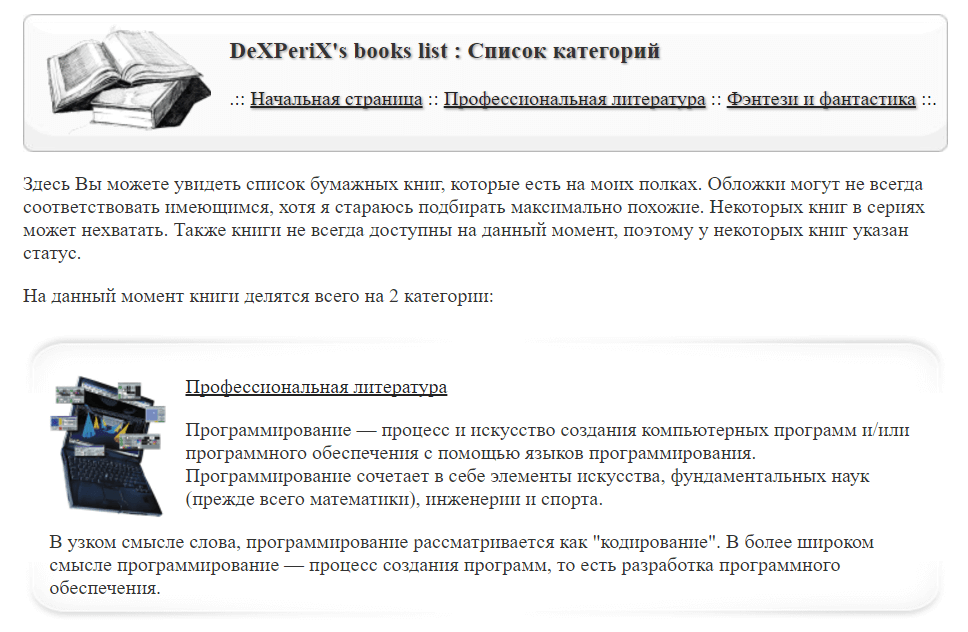 DeXPeriX's books list : Список категорий
.:: Начальная страница :: Профессиональная литература :: Фэнтези и фантастика ::.
Здесь Вы можете увидеть список бумажных книг, которые есть на моих полках. Обложки могут не всегда
соответствовать имеющимся, хотя я стараюсь подбирать максимально похожие. Некоторых книг в сериях
может нехватать. Также книги не всегда доступны на данный момент, поэтому у некоторых книг указан
статус.
На данный момент книги делятся всего на 2 категории:
Профессиональная литература
Программирование — процесс и искусство создания компьютерных программ и/или
программного обеспечения с помощью языков программирования.
Программирование сочетает в себе элементы искусства, фундаментальных наук
(прежде всего математики), инженерии и спорта.
В узком смысле слова, программирование рассматривается как "кодирование". В более широком
смысле программирование — процесс создания программ, то есть разработка программного
обеспечения.